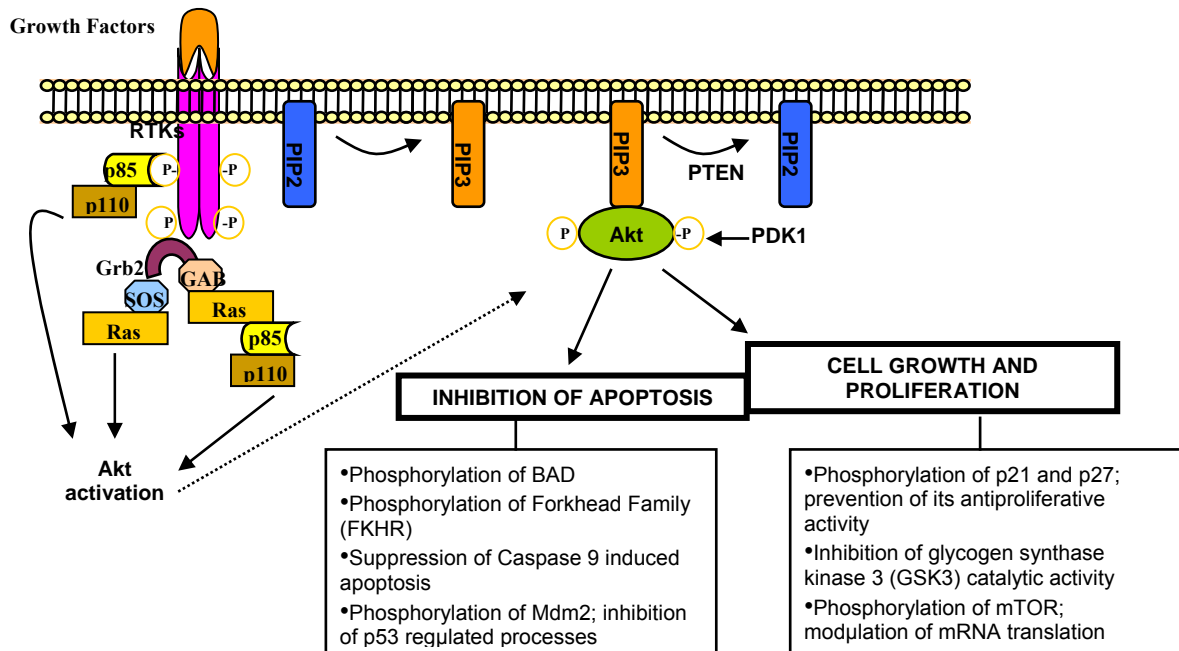 Growth Factors
RTKs
PIP2
PIP3
PIP3
PIP2
PTEN
p85
P-
-P
p110
P
-P
Akt
P
-P
PDK1
Grb2
GAB
SOS
Ras
Ras
p85
p110
Akt
activation
INHIBITION OF APOPTOSIS
•Phosphorylation of BAD
•Phosphorylation of Forkhead Family
(FKHR)
•Suppression of Caspase 9 induced
apoptosis
•Phosphorylation of Mdm2; inhibition
of p53 regμlated processes
CELL GROWTH AND
PROLIFERATION
•Phosphorylation of p21 and p27;
prevention of its antiproliferative
activity
•Inhibition of glycogen synthase
kinase 3 (GSK3) catalytic activity
•Phosphorylation of mTOR;
modμlation of mRNA translation